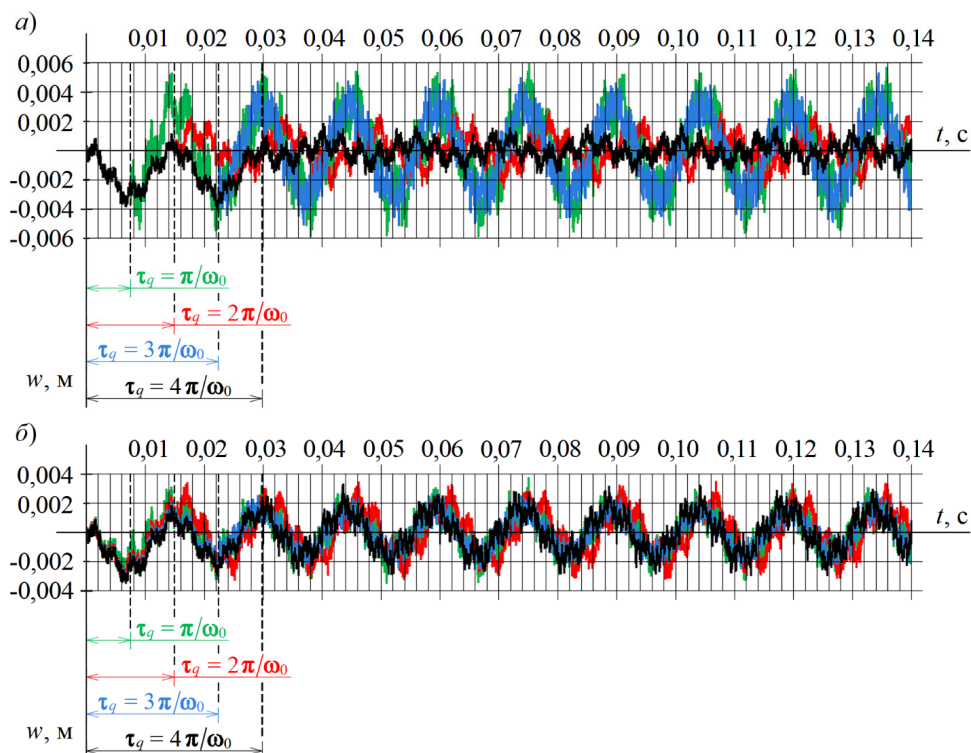 а)
0,01 0,02 0,03 0,04 0,05 0,06 0,07 0,08 0,09 0,10 0,11 0,12 0,13 0,14
0,006
0,004
0,002
t, с
-0,002
-0,004
-0,006
τq = π/ω0
τq = 2π/ω0
τq = 3π/ω0
w, м
τq = 4π/ω0
б)
0,01 0,02 0,03 0,04 0,05 0,06 0,07 0,08 0,09 0,10 0,11 0,12 0,13 0,14
0,004
0,002
t, с
-0,002
-0,004
τq = π/ω0
τq = 2π/ω0
τq = 3π/ω0
w, м
τq = 4π/ω0